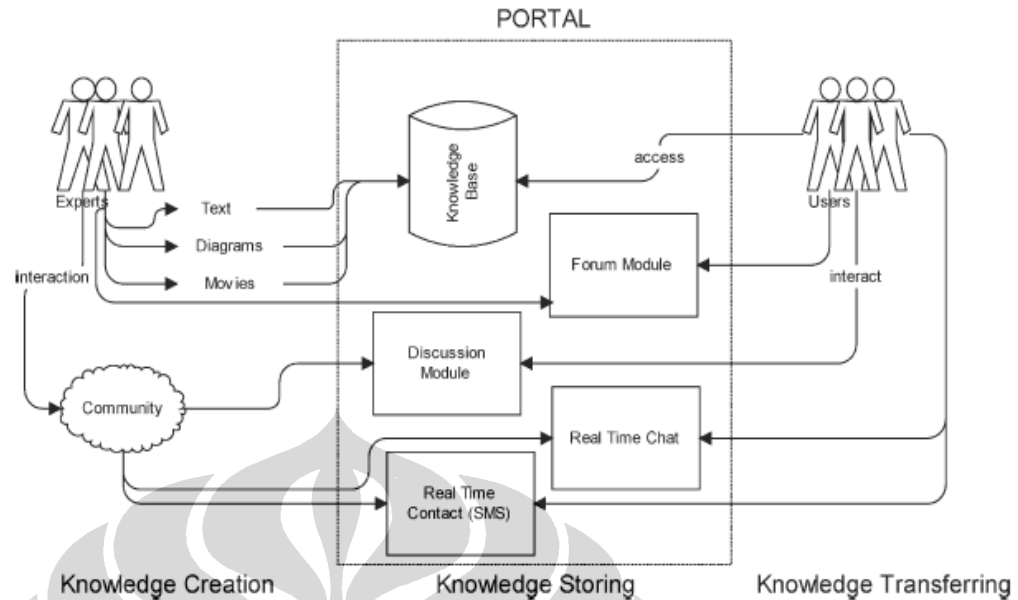 PORTAL
Experts
Text
Diagrams
Movies
interaction
Community
Knowledge
Base
access
Users
Forum Module
interact
Discussion
Module
Real Time Chat
Real Time
Contact (SMS)
Knowledge Creation
Knowledge Storing
Knowledge Transferring